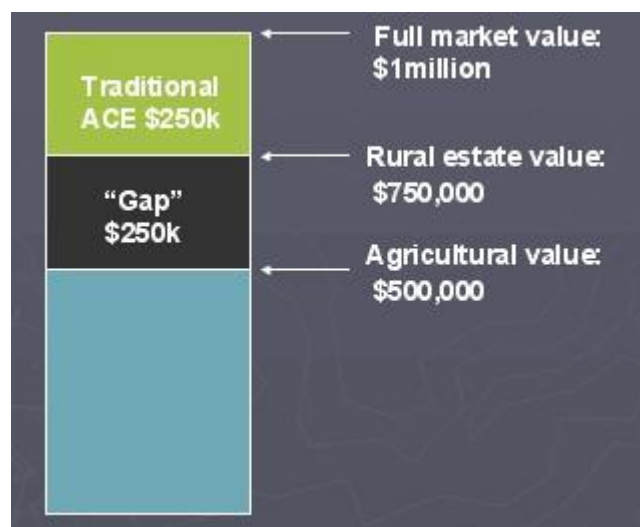 Full market value:
$1million
Traditional
ACE $250k
Rural estate value:
$750,000
“Gap”
$250k
Agricultural value:
$500,000